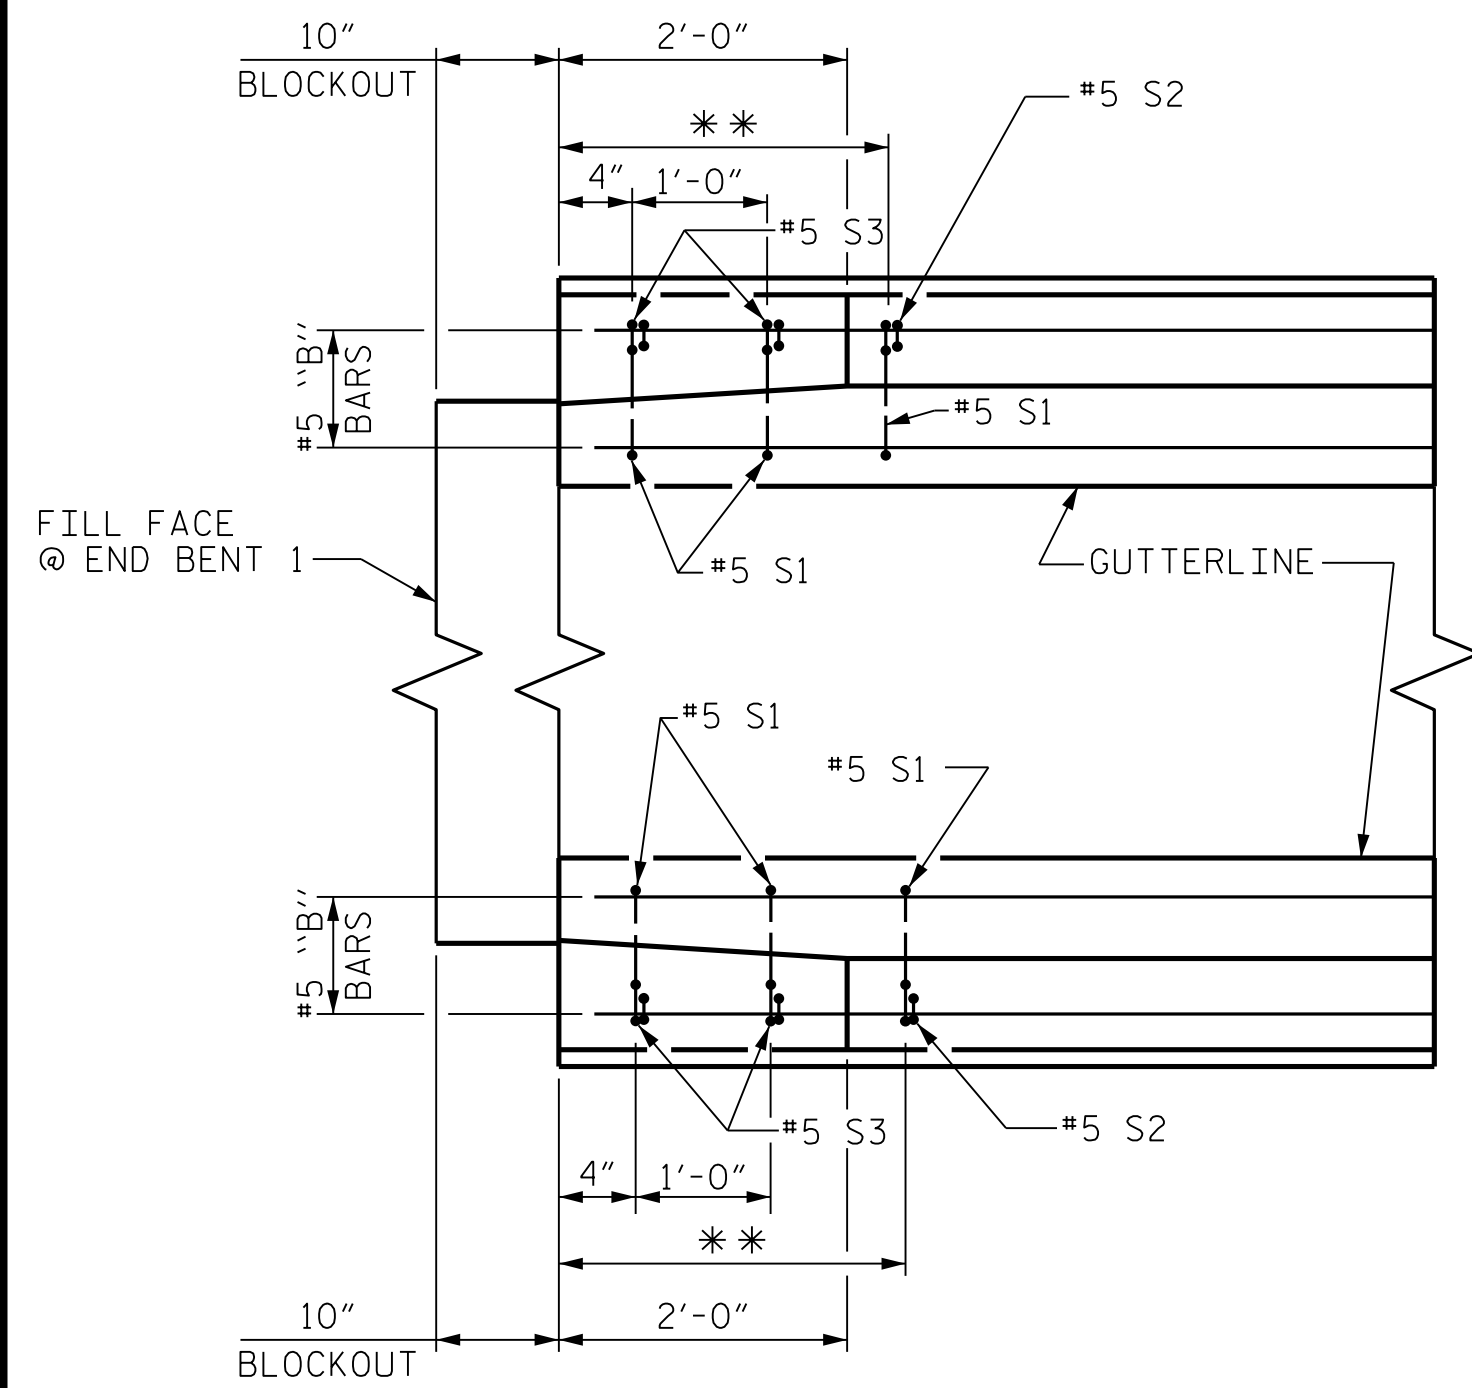 10" 2'-0"
BLOCKOUT
#5 S2
**
4" 1'-0"
#5 S3
#5 "B"
BARS
#5 S1
FILL FACE
@ END BENT 1
#5 S1
GUTTERLINE
#5 S1
#5 S1
#5 "B"
BARS
#5 S3
#5 S2
4" 1'-0"
**
10" 2'-0"
BLOCKOUT